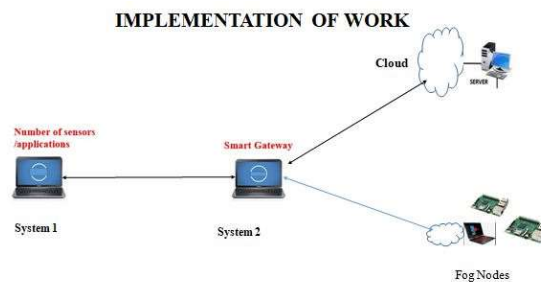 IMPLEMENTATION OF WORK
Cloud
SERVER
Number of sensors
/applications
Smart Gateway
System 1
System 2
Fog Nodes